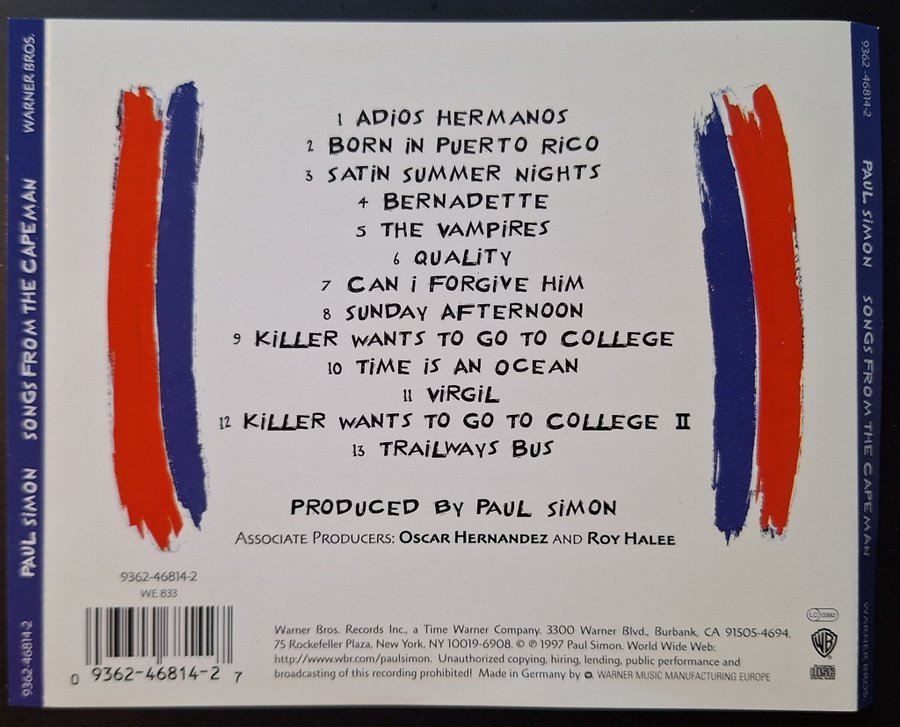 WARNER BROS.
SONGS FROM THE CAPEMAN
PAUL SIMON
9362-46814-2
1 ADIOS HERMANOS
2 BORN IN PUERTO RICO
3 SATIN SUMMER NIGHTS
4 BERNADETTE
5 THE VAMPIRES
6 QUALITY
7 CAN I FORGIVE HIM
8 SUNDAY AFTERNOON
9 KILLER WANTS TO GO TO COLLEGE
10 TIME IS AN OCEAN
11 VIRGIL
12 KILLER WANTS TO GO TO COLLEGE II
13 TRAILWAYS BUS
PRODUCED BY PAUL SIMON
ASSOCIATE PRODUCERS: OSCAR HERNANDEZ AND ROY HALEE
9362-46814-2
WE 833
0 9362-46814-2 7
Warner Bros. Records Inc., a Time Warner Company. 3300 Warner Blvd., Burbank, CA 91505-4694.
75 Rockefeller Plaza, New York, NY 10019-6908. © ℗ 1997 Paul Simon. World Wide Web:
http://www.wbr.com/paulsimon. Unauthorized copying, hiring, lending, public performance and
broadcasting of this recording prohibited! Made in Germany by WARNER MUSIC MANUFACTURING EUROPE
LC 0392
WB
9362-46814-2
PAUL SIMON
SONGS FROM THE CAPEMAN
WARNER BROS.